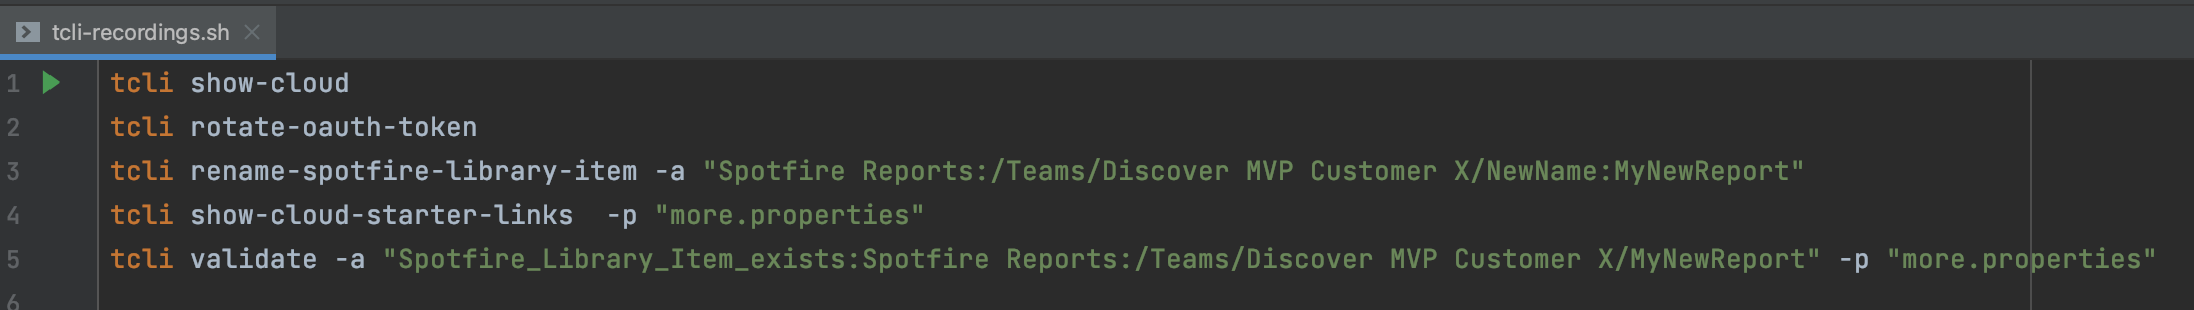 tcli-recordings.sh
1 tcli show-cloud
2 tcli rotate-oauth-token
3 tcli rename-spotfire-library-item -a "Spotfire Reports:/Teams/Discover MVP Customer X/NewName:MyNewReport"
4 tcli show-cloud-starter-links  -p "more.properties"
5 tcli validate -a "Spotfire_Library_Item_exists:Spotfire Reports:/Teams/Discover MVP Customer X/MyNewReport" -p "more.properties"
6